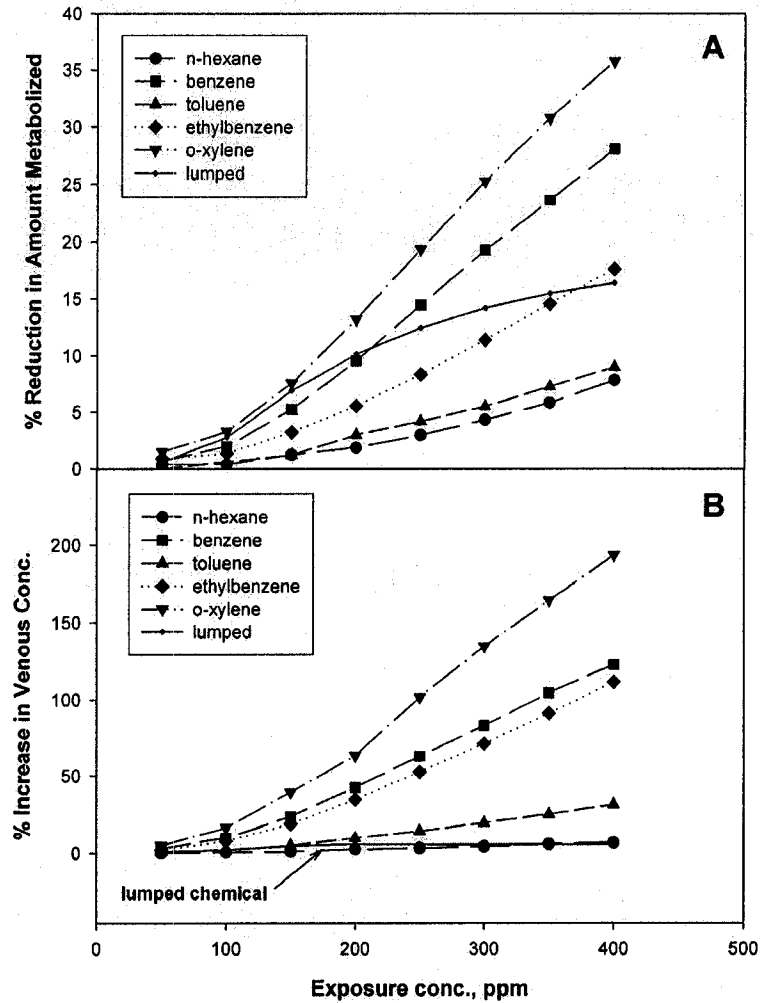 40
35
30
25
20
15
10
5
0
% Reduction in Amount Metabolized
A
n-hexane
benzene
toluene
ethylbenzene
o-xylene
lumped
200
150
100
50
0
% Increase in Venous Conc.
B
n-hexane
benzene
toluene
ethylbenzene
o-xylene
lumped
lumped chemical
0 100 200 300 400 500
Exposure conc., ppm